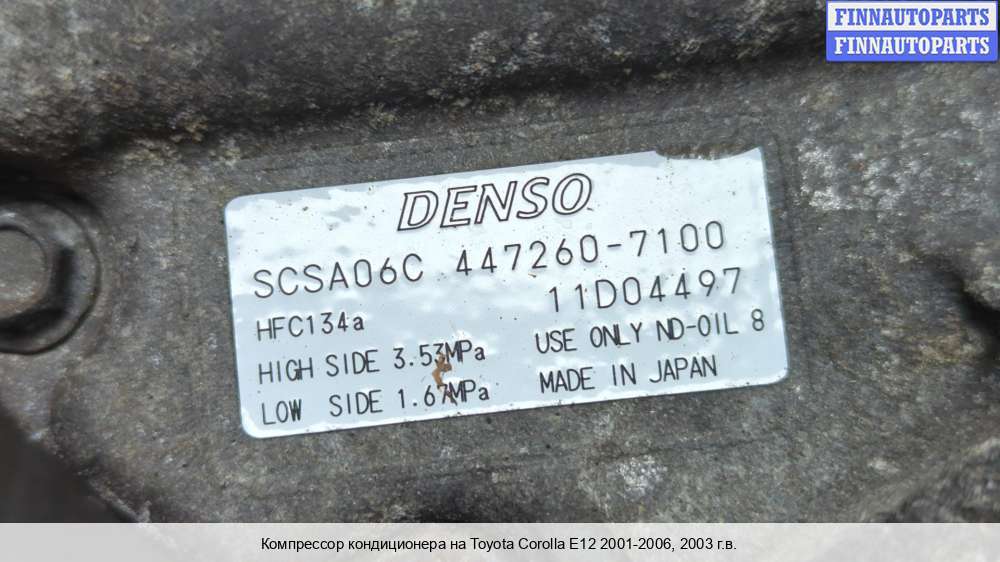 FINNAUTOPARTS
FINNAUTOPARTS
DENSO
SCSA06C 447260-7100
11D04497
HFC134a
USE ONLY ND-OIL 8
HIGH SIDE 3.53MPa
MADE IN JAPAN
LOW SIDE 1.67MPa
Компрессор кондиционера на Toyota Corolla E12 2001-2006, 2003 г.в.